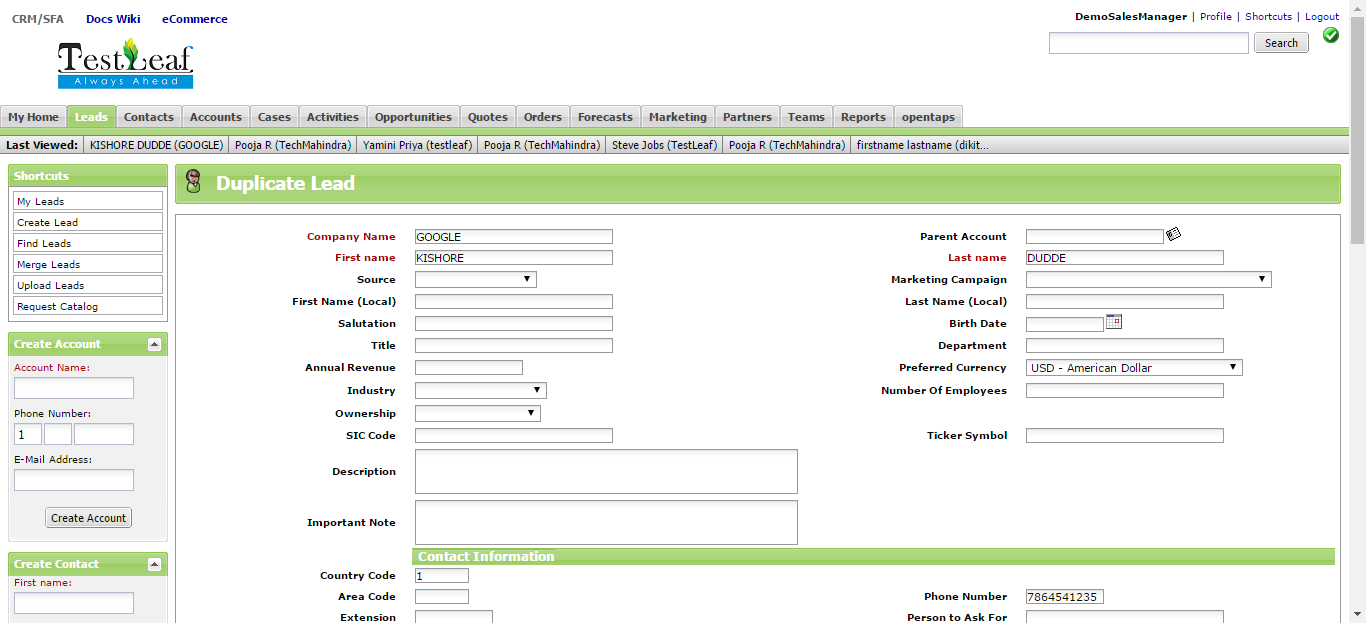 CRM/SFA Docs Wiki eCommerce
DemoSalesManager | Profile | Shortcuts | Logout
Search
TestLeaf
Always Ahead
My Home Leads Contacts Accounts Cases Activities Opportunities Quotes Orders Forecasts Marketing Partners Teams Reports opentaps
Last Viewed: KISHORE DUDDE (GOOGLE) Pooja R (TechMahindra) Yamini Priya (testleaf) Pooja R (TechMahindra) Steve Jobs (TestLeaf) Pooja R (TechMahindra) firstname lastname (dikit...
Shortcuts
My Leads
Create Lead
Find Leads
Merge Leads
Upload Leads
Request Catalog
Create Account
Account Name:
Phone Number:
1
E-Mail Address:
Create Account
Create Contact
First name:
Duplicate Lead
Company Name GOOGLE Parent Account
First name KISHORE Last name DUDDE
Source Marketing Campaign
First Name (Local) Last Name (Local)
Salutation Birth Date
Title Department
Annual Revenue Preferred Currency USD - American Dollar
Industry Number Of Employees
Ownership
SIC Code Ticker Symbol
Description
Important Note
Contact Information
Country Code 1
Area Code Phone Number 7864541235
Extension Person to Ask For